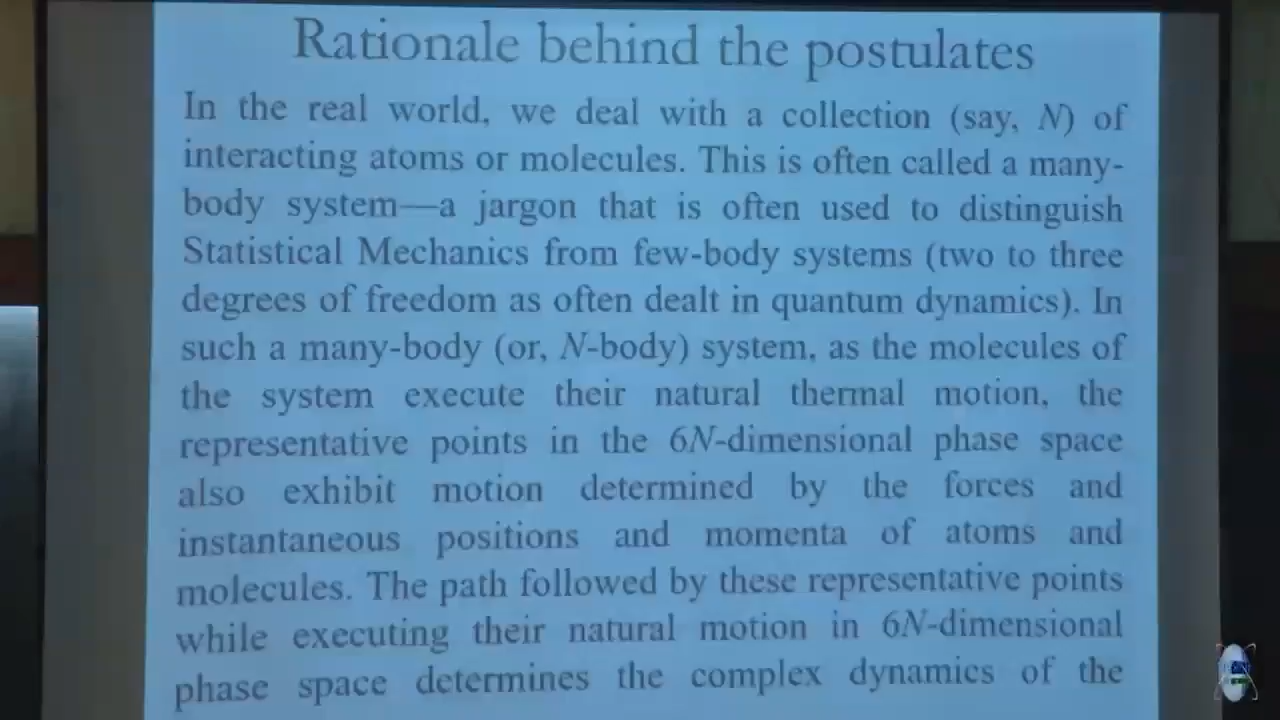 Rationale behind the postulates
In the real world, we deal with a collection (say, N) of
interacting atoms or molecules. This is often called a many-
body system—a jargon that is often used to distinguish
Statistical Mechanics from few-body systems (two to three
degrees of freedom as often dealt in quantum dynamics). In
such a many-body (or, N-body) system, as the molecules of
the system execute their natural thermal motion, the
representative points in the 6N-dimensional phase space
also exhibit motion determined by the forces and
instantaneous positions and momenta of atoms and
molecules. The path followed by these representative points
while executing their natural motion in 6N-dimensional
phase space determines the complex dynamics of the